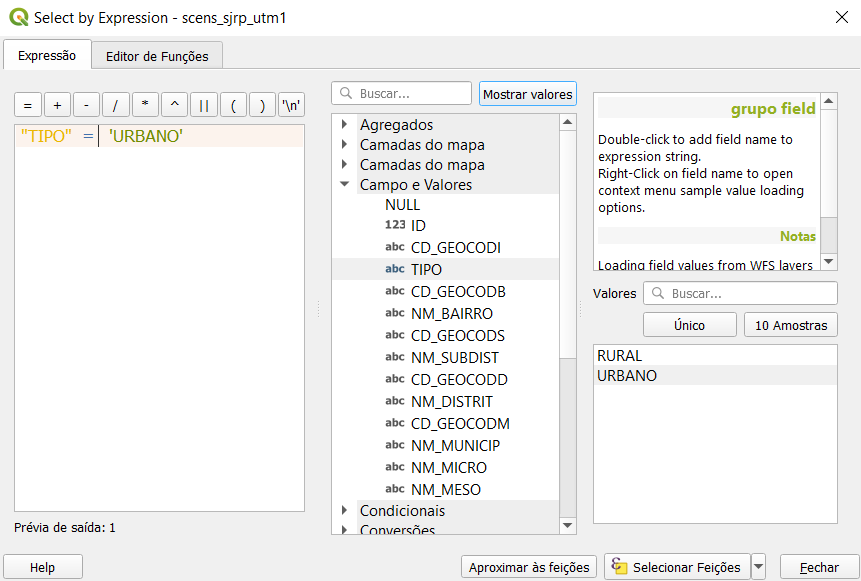 Select by Expression - scens_sjrp_utm1
Expressão
Editor de Funções
= + - / * ^ || ( ) '\n'
"TIPO" = 'URBANO'
Prévia de saída: 1
Buscar...
Mostrar valores
Agregados
Camadas do mapa
Camadas do mapa
Campo e Valores
NULL
123 ID
abc CD_GEOCODI
abc TIPO
abc CD_GEOCODB
abc NM_BAIRRO
abc CD_GEOCODS
abc NM_SUBDIST
abc CD_GEOCODD
abc NM_DISTRIT
abc CD_GEOCODM
abc NM_MUNICIP
abc NM_MICRO
abc NM_MESO
Condicionais
Conversões
grupo field
Double-click to add field name to
expression string.
Right-Click on field name to open
context menu sample value loading
options.
Notas
Loading field values from WFS layers
Valores
Buscar...
Único
10 Amostras
RURAL
URBANO
Help
Aproximar às feições
Selecionar Feições
Fechar